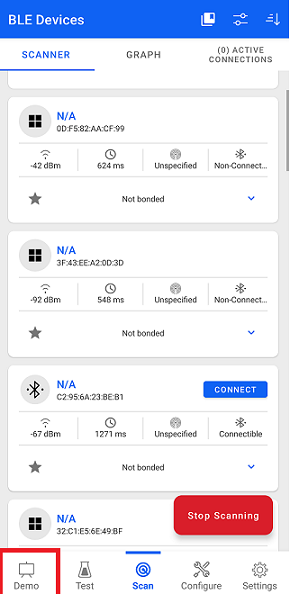 BLE Devices
SCANNER
GRAPH
(0) ACTIVE
CONNECTIONS
N/A
0D:F5:82:AA:CF:99
-42 dBm
624 ms
Unspecified
Non-Connect...
Not bonded
N/A
3F:43:EE:A2:0D:3D
-92 dBm
548 ms
Unspecified
Non-Connect...
Not bonded
N/A
CONNECT
C2:95:6A:23:BE:B1
-67 dBm
1271 ms
Unspecified
Connectible
Not bonded
N/A
32:C1:E5:6E:49:BF
Stop Scanning
Demo
Test
Scan
Configure
Settings